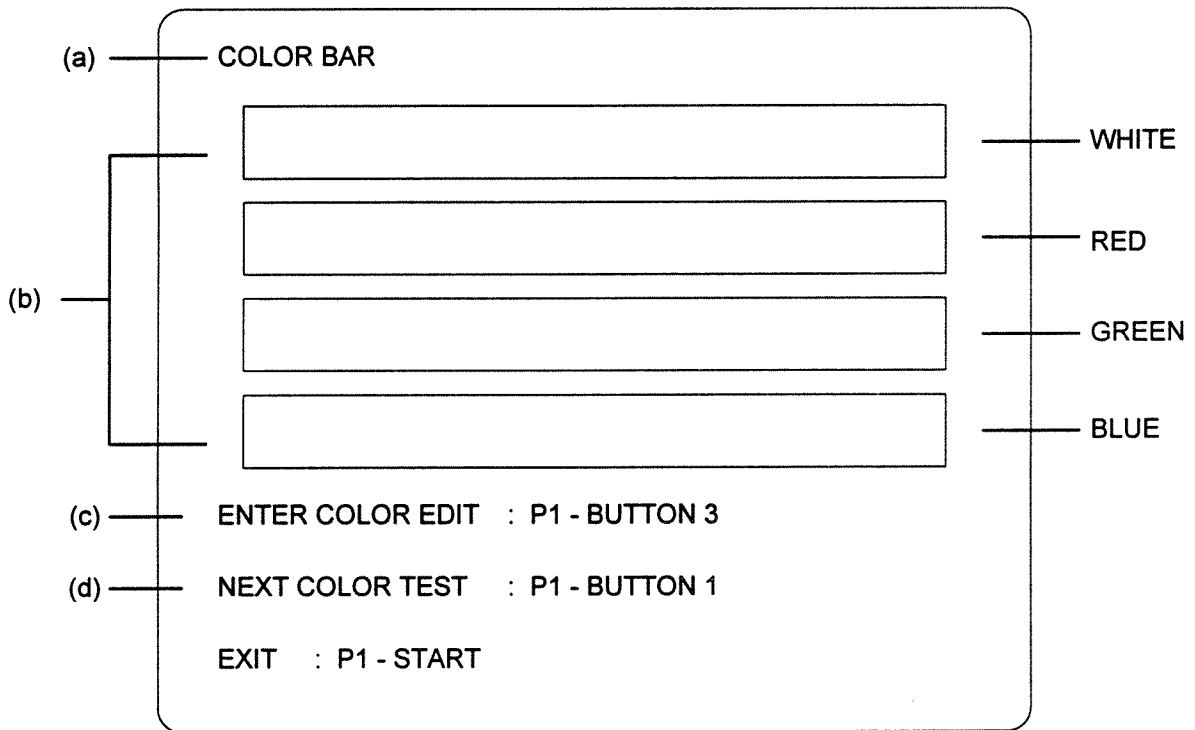 (a) COLOR BAR
WHITE
RED
(b)
GREEN
BLUE
(c) ENTER COLOR EDIT : P1 - BUTTON 3
(d) NEXT COLOR TEST : P1 - BUTTON 1
EXIT : P1 - START